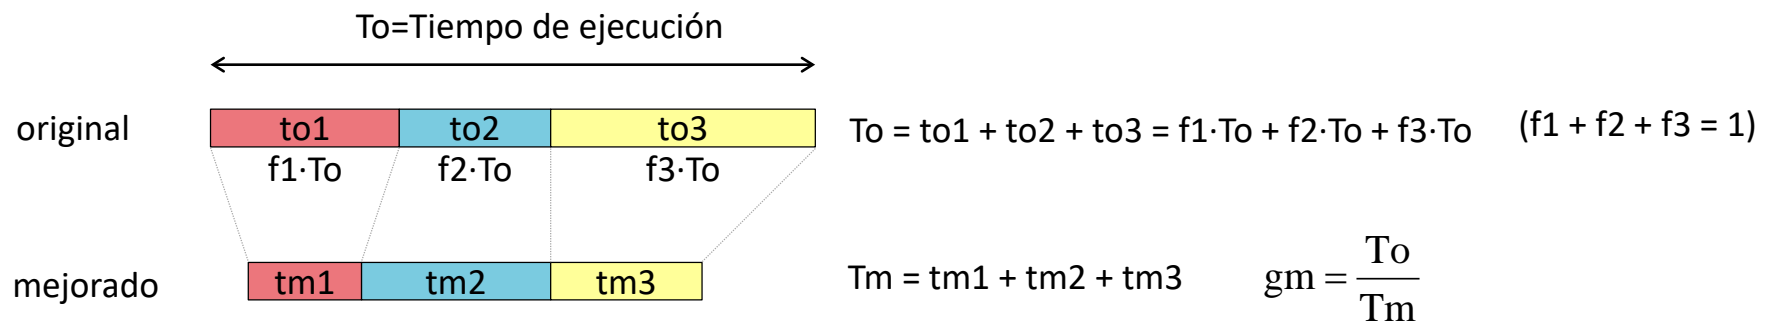 To=Tiempo de ejecución
original to1 to2 to3 To = to1 + to2 + to3 = f1·To + f2·To + f3·To (f1 + f2 + f3 = 1)
f1·To f2·To f3·To
mejorado tm1 tm2 tm3 Tm = tm1 + tm2 + tm3 gm = To/Tm